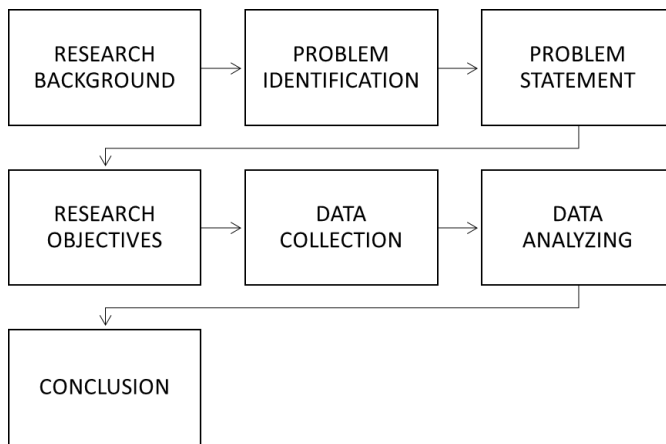 RESEARCH
BACKGROUND
PROBLEM
IDENTIFICATION
PROBLEM
STATEMENT
RESEARCH
OBJECTIVES
DATA
COLLECTION
DATA
ANALYZING
CONCLUSION